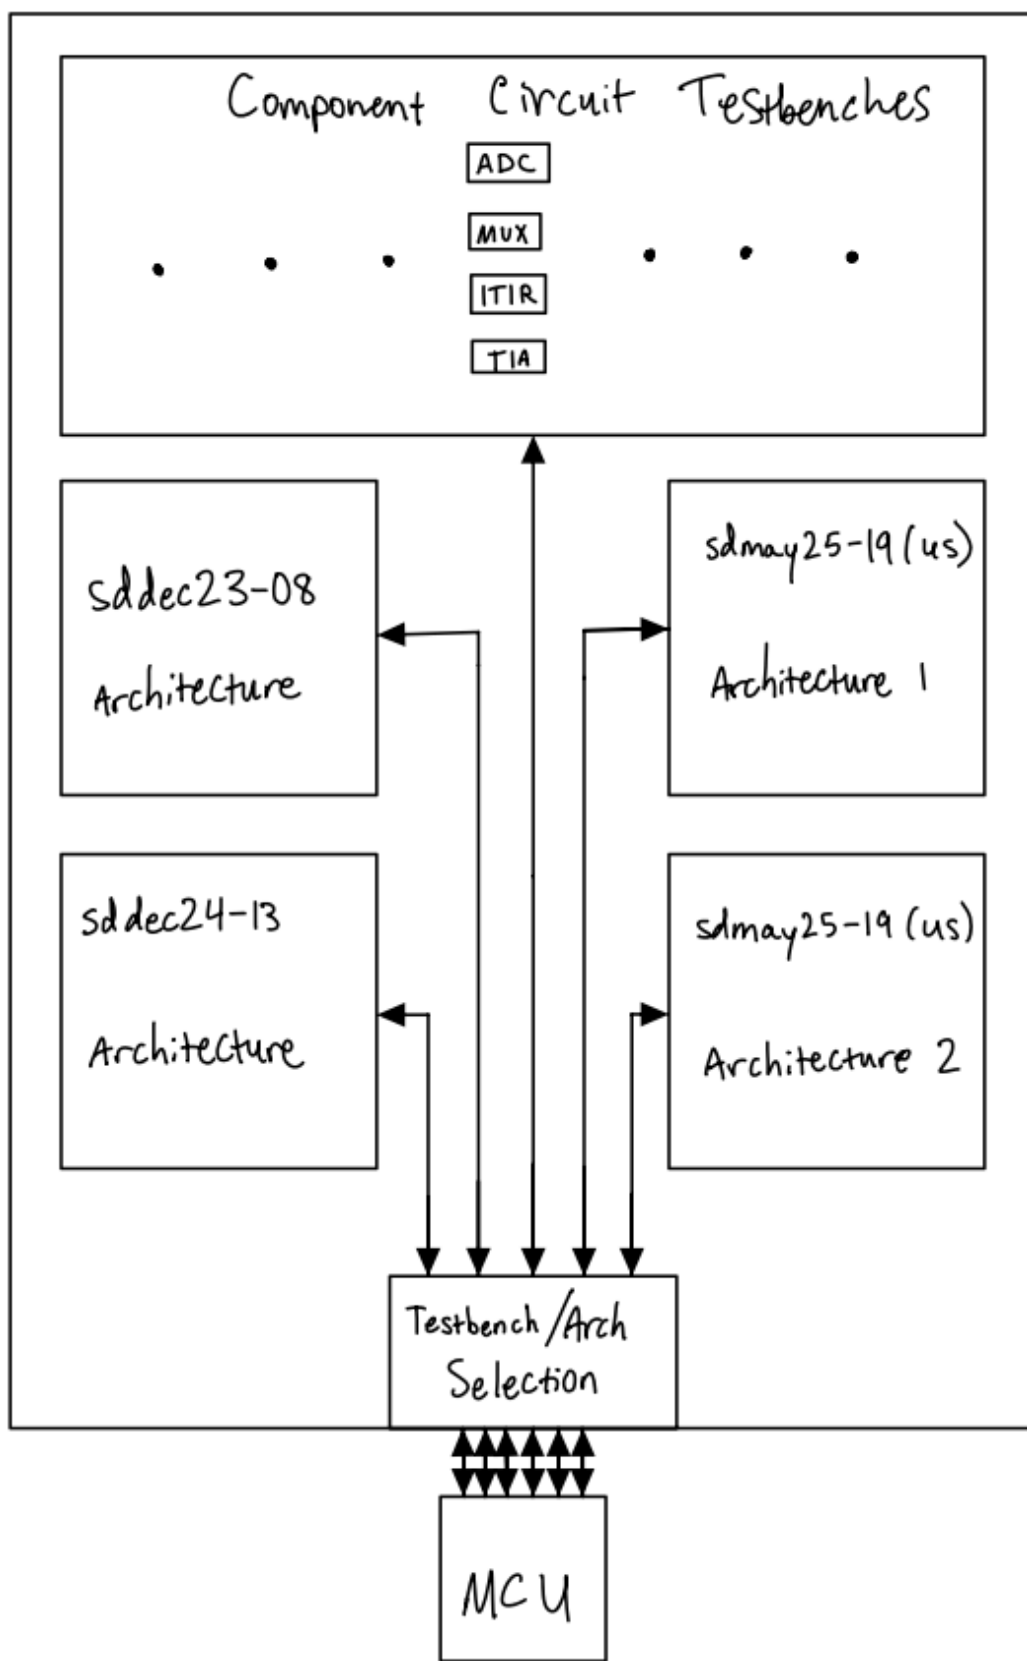 Component Circuit Testbenches
ADC
MUX
ITIR
TIA
sddec23-08
Architecture
sdmay25-19 (us)
Architecture 1
sddec24-13
Architecture
sdmay25-19 (us)
Architecture 2
Testbench/Arch
Selection
MCU